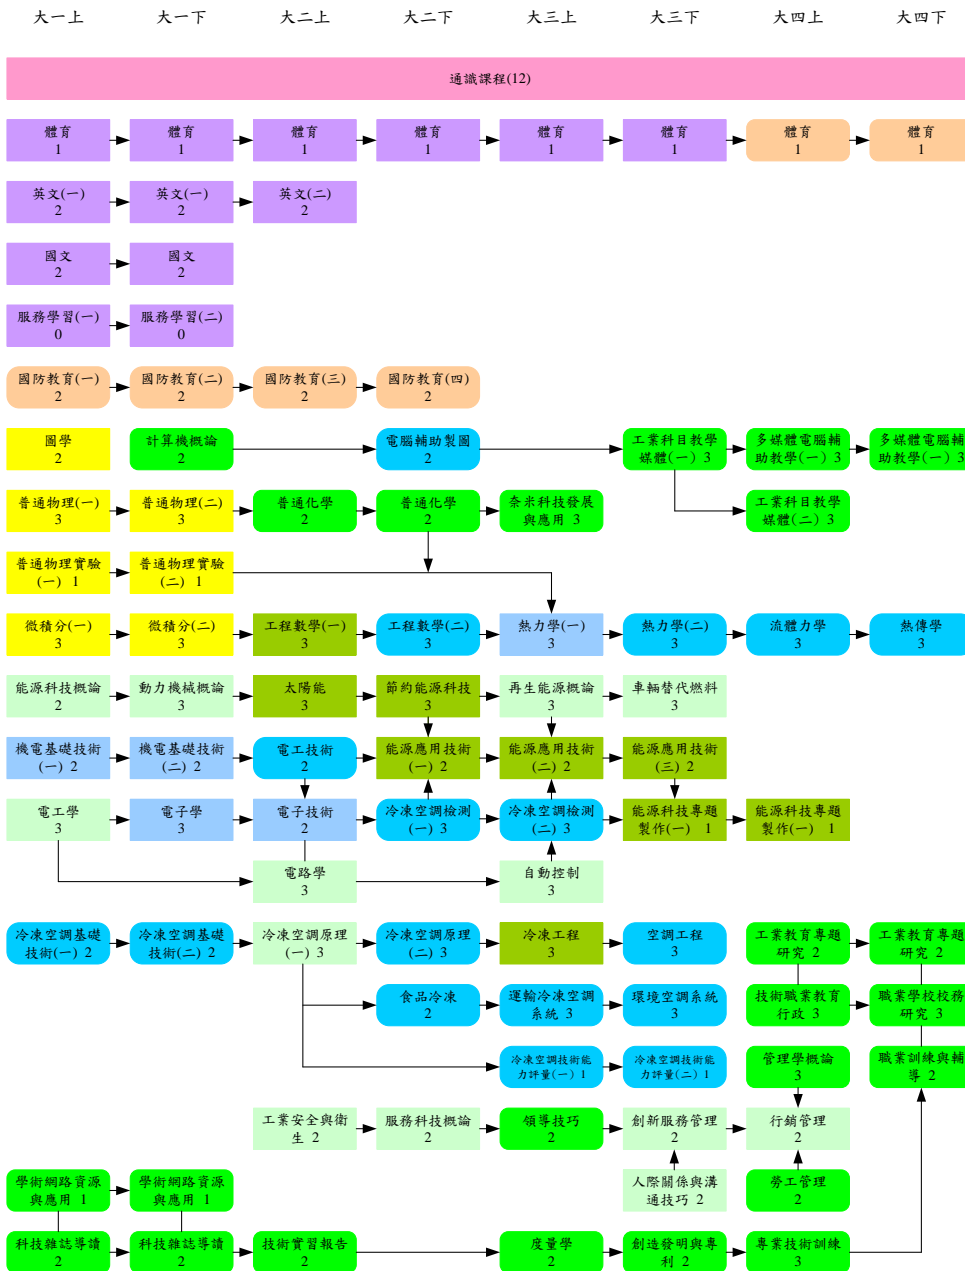 大一上 大一下 大二上 大二下 大三上 大三下 大四上 大四下
通識課程(12)
體育 體育 體育 體育 體育 體育 體育 體育
1 1 1 1 1 1 1 1
英文(一) 英文(一) 英文(二)
2 2 2
國文 國文
2 2
服務學習(一) 服務學習(二)
0 0
國防教育(一) 國防教育(二) 國防教育(三) 國防教育(四)
2 2 2 2
圖學 計算機概論 電腦輔助製圖 工業科目教學 多媒體電腦輔 多媒體電腦輔
2 2 2 媒體(一) 3 助教學(一) 3 助教學(一) 3
普通物理(一) 普通物理(二) 普通化學 普通化學 奈米科技發展 工業科目教學
3 3 2 2 與應用 3 媒體(二) 3
普通物理實驗 普通物理實驗
(一) 1 (二) 1
微積分(一) 微積分(二) 工程數學(一) 工程數學(二) 熱力學(一) 熱力學(二) 流體力學 熱傳學
3 3 3 3 3 3 3 3
能源科技概論 動力機械概論 太陽能 節約能源科技 再生能源概論 車輛替代燃料
2 3 3 3 3 3
機電基礎技術 機電基礎技術 電工技術 能源應用技術 能源應用技術 能源應用技術
(一) 2 (二) 2 2 (一) 2 (二) 2 (三) 2
電工學 電子學 電子技術 冷凍空調檢測 冷凍空調檢測 能源科技專題 能源科技專題
3 3 2 (一) 3 (二) 3 製作(一) 1 製作(一) 1
電路學 自動控制
3 3
冷凍空調基礎 冷凍空調基礎 冷凍空調原理 冷凍空調原理 冷凍工程 空調工程 工業教育專題 工業教育專題
技術(一) 2 技術(二) 2 (一) 3 (二) 3 3 3 研究 2 研究 2
食品冷凍 運輸冷凍空調 環境空調系統 技術職業教育 職業學校校務
2 系統 3 3 行政 3 研究 3
冷凍空調技術能 冷凍空調技術能 管理學概論 職業訓練與輔
力評量(一) 1 力評量(二) 1 3 導 2
工業安全與衛 服務科技概論 領導技巧 創新服務管理 行銷管理
生 2 2 2 2 2
學術網路資源 學術網路資源 人際關係與溝 勞工管理
與應用 1 與應用 1 通技巧 2 2
科技雜誌導讀 科技雜誌導讀 技術實習報告 度量學 創造發明與專 專業技術訓練
2 2 2 2 利 2 3